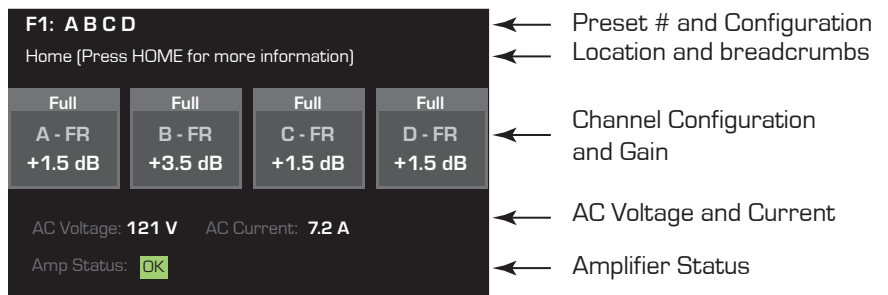 F1: A B C D
Preset # and Configuration
Home (Press HOME for more information)
Location and breadcrumbs
Full Full Full Full
A - FR B - FR C - FR D - FR
+1.5 dB +3.5 dB +1.5 dB +1.5 dB
Channel Configuration
and Gain
AC Voltage: 121 V AC Current: 7.2 A
AC Voltage and Current
Amp Status: OK
Amplifier Status